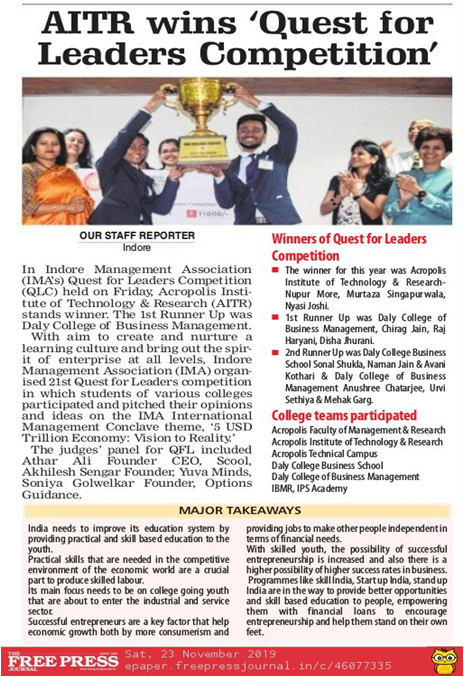 AITR wins ‘Quest for
Leaders Competition’
₹ 11000/-
OUR STAFF REPORTER
Indore
In Indore Management Association
(IMA's) Quest for Leaders Competition
(QLC) held on Friday, Acropolis Insti-
tute of Technology & Research (AITR)
stands winner. The 1st Runner Up was
Daly College of Business Management.
With aim to create and nurture a
learning culture and bring out the spir-
it of enterprise at all levels, Indore
Management Association (IMA) organ-
ised 21st Quest for Leaders competition
in which students of various colleges
participated and pitched their opinions
and ideas on the IMA International
Management Conclave theme, ‘5 USD
Trillion Economy: Vision to Reality.’
The judges’ panel for QFL included
Athar Ali Founder CEO, Scool,
Akhilesh Sengar Founder, Yuva Minds,
Soniya Golwelkar Founder, Options
Guidance.
Winners of Quest for Leaders
Competition
The winner for this year was Acropolis
Institute of Technology & Research-
Nupur More, Murtaza Singapurwala,
Nyasi Joshi.
1st Runner Up was Daly College of
Business Management, Chirag Jain, Raj
Haryani, Disha Jhurani.
2nd Runner Up was Daly College Business
School Sonal Shukla, Naman Jain & Avani
Kothari & Daly College of Business
Management Anushree Chatarjee, Urvi
Sethiya & Mehak Garg.
College teams participated
Acropolis Faculty of Management & Research
Acropolis Institute of Technology & Research
Acropolis Technical Campus
Daly College Business School
Daly College of Business Management
IBMR, IPS Academy
MAJOR TAKEAWAYS
India needs to improve its education system by
providing practical and skill based education to the
youth.
Practical skills that are needed in the competitive
environment of the economic world are a crucial
part to produce skilled labour.
Its main focus needs to be on college going youth
that are about to enter the industrial and service
sector.
Successful entrepreneurs are a key factor that help
economic growth both by more consumerism and
providing jobs to make other people independent in
terms of financial needs.
With skilled youth, the possibility of successful
entrepreneurship is increased and also there is a
higher possibility of higher success rates in business.
Programmes like skill India, Start up India, stand up
India are in the way to provide better opportunities
and skill based education to people, empowering
them with financial loans to encourage
entrepreneurship and help them stand on their own
feet.
THE
FREE PRESS
JOURNAL
Sat, 23 November 2019
epaper.freepressjournal.in/c/46077335